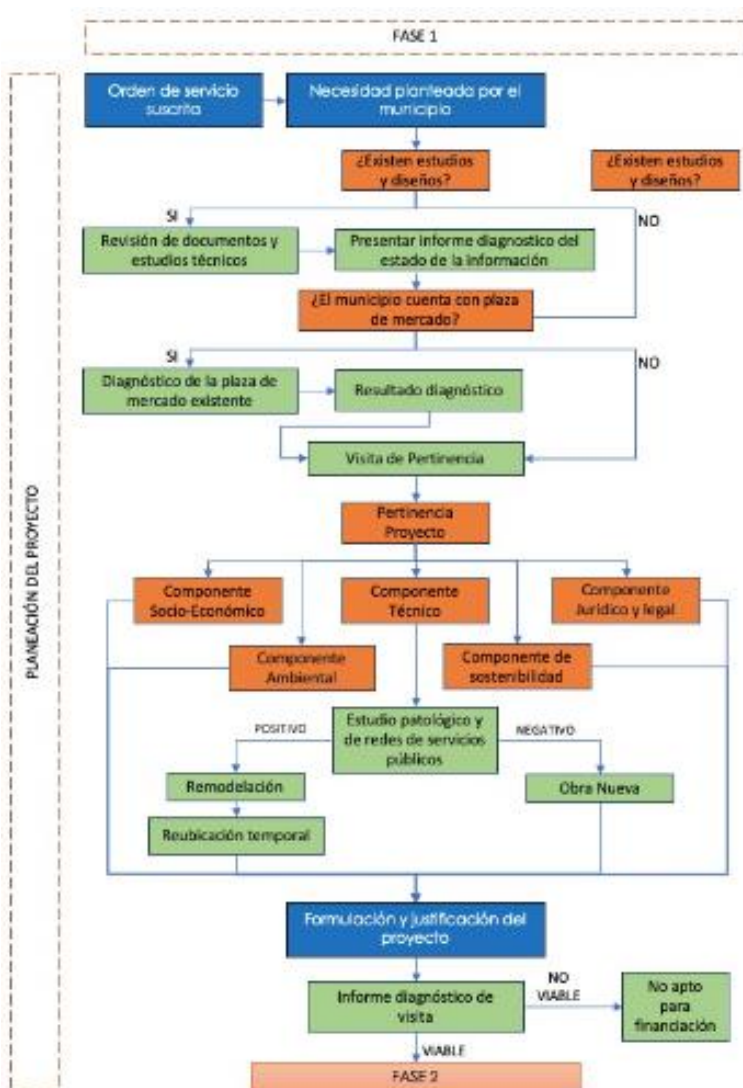 FASE 1
PLANEACIÓN DEL PROYECTO
Orden de servicio
suscrita
Necesidad planteada por el
municipio
¿Existen estudios
y diseños?
¿Existen estudios
y diseños?
SI
NO
Revisión de documentos y
estudios técnicos
Presentar informe diagnostico del
estado de la información
¿El municipio cuenta con plaza
de mercado?
SI
NO
Diagnóstico de la plaza de
mercado existente
Resultado diagnóstico
Visita de Pertinencia
Pertinencia
Proyecto
Componente
Socio-Económico
Componente
Técnico
Componente
Jurídico y legal
Componente
Ambiental
Componente de
sostenibilidad
Estudio patológico y
de redes de servicios
públicos
POSITIVO
NEGATIVO
Remodelación
Obra Nueva
Reubicación temporal
Formulación y justificación del
proyecto
Informe diagnóstico de
visita
NO
VIABLE
No apto
para
financiación
VIABLE
FASE 2